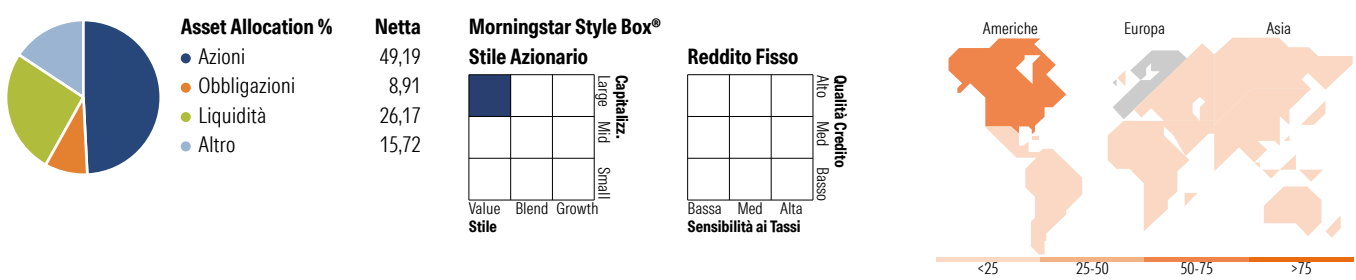 Asset Allocation % Netta
Azioni 49,19
Obbligazioni 8,91
Liquidità 26,17
Altro 15,72
Morningstar Style Box®
Stile Azionario
Large Mid Small
Capitalizz.
Value Blend Growth
Stile
Reddito Fisso
Alto Med Basso
Qualità Credito
Bassa Med Alta
Sensibilità ai Tassi
Americhe Europa Asia
<25 25-50 50-75 >75